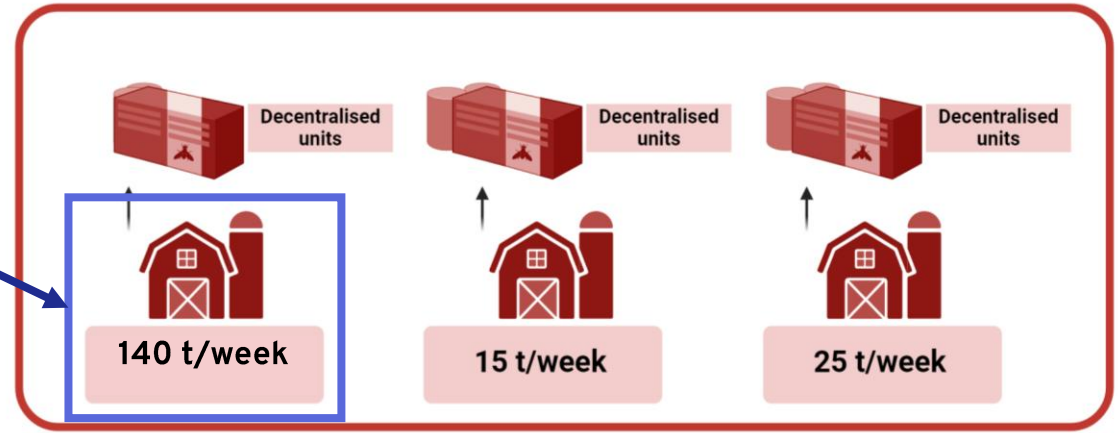 Decentralised
units
Decentralised
units
Decentralised
units
140 t/week
15 t/week
25 t/week